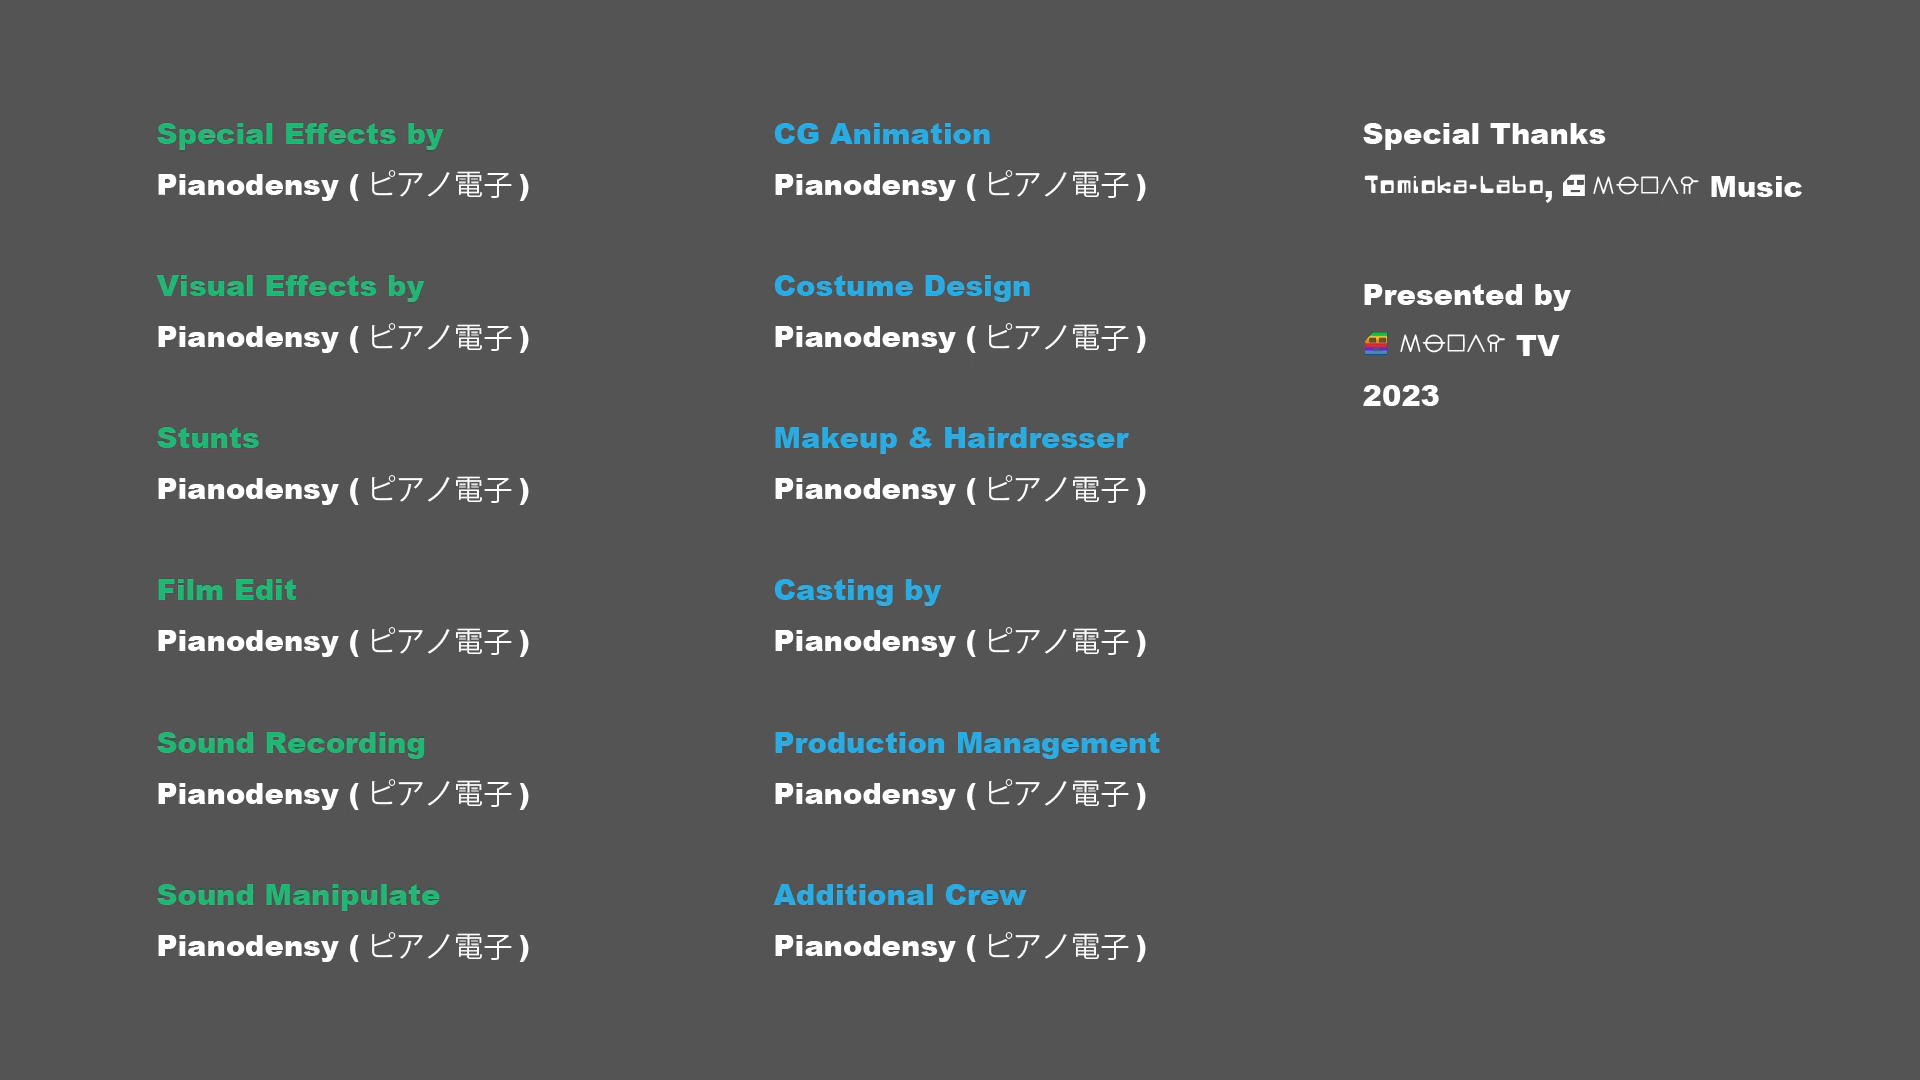 Special Effects by
Pianodensy ( ピアノ電子 )
Visual Effects by
Pianodensy ( ピアノ電子 )
Stunts
Pianodensy ( ピアノ電子 )
Film Edit
Pianodensy ( ピアノ電子 )
Sound Recording
Pianodensy ( ピアノ電子 )
Sound Manipulate
Pianodensy ( ピアノ電子 )
CG Animation
Pianodensy ( ピアノ電子 )
Costume Design
Pianodensy ( ピアノ電子 )
Makeup & Hairdresser
Pianodensy ( ピアノ電子 )
Casting by
Pianodensy ( ピアノ電子 )
Production Management
Pianodensy ( ピアノ電子 )
Additional Crew
Pianodensy ( ピアノ電子 )
Special Thanks
Tomioka-Labo, Music
Presented by
TV
2023